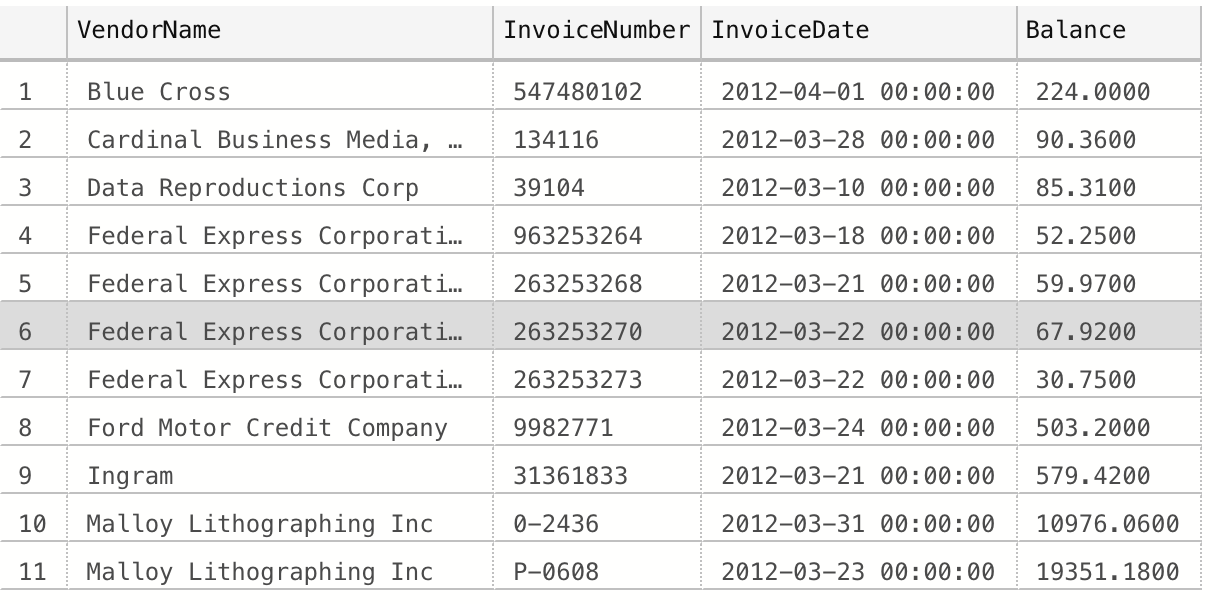 VendorName InvoiceNumber InvoiceDate Balance
1 Blue Cross 547480102 2012-04-01 00:00:00 224.0000
2 Cardinal Business Media, … 134116 2012-03-28 00:00:00 90.3600
3 Data Reproductions Corp 39104 2012-03-10 00:00:00 85.3100
4 Federal Express Corporati… 963253264 2012-03-18 00:00:00 52.2500
5 Federal Express Corporati… 263253268 2012-03-21 00:00:00 59.9700
6 Federal Express Corporati… 263253270 2012-03-22 00:00:00 67.9200
7 Federal Express Corporati… 263253273 2012-03-22 00:00:00 30.7500
8 Ford Motor Credit Company 9982771 2012-03-24 00:00:00 503.2000
9 Ingram 31361833 2012-03-21 00:00:00 579.4200
10 Malloy Lithographing Inc 0-2436 2012-03-31 00:00:00 10976.0600
11 Malloy Lithographing Inc P-0608 2012-03-23 00:00:00 19351.1800